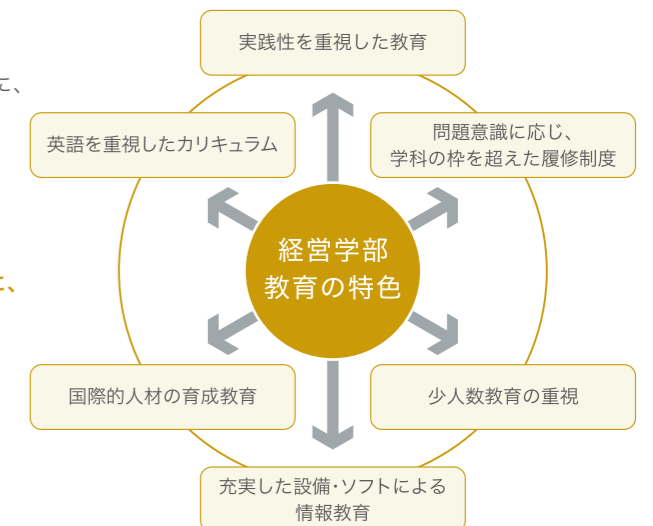 実践性を重視した教育
に、
英語を重視したカリキュラム
問題意識に応じ、
学科の枠を超えた履修制度
経営学部
教育の特色
に、
国際的人材の育成教育
少人数教育の重視
充実した設備・ソフトによる
情報教育